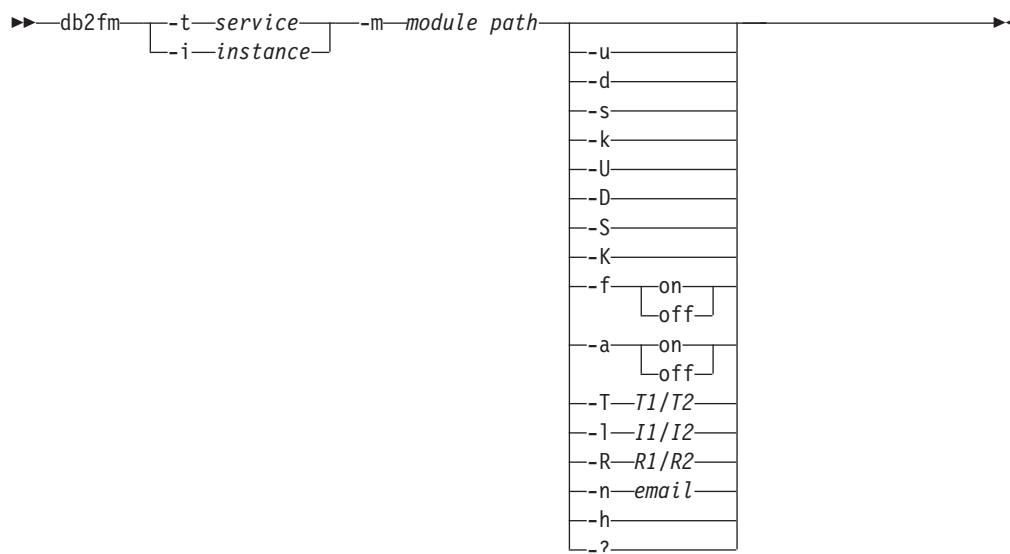 db2fm -t service -m module path
-i instance
-u
-d
-s
-k
-U
-D
-S
-K
-f on
off
-a on
off
-T T1/T2
-l I1/I2
-R R1/R2
-n email
-h
-?